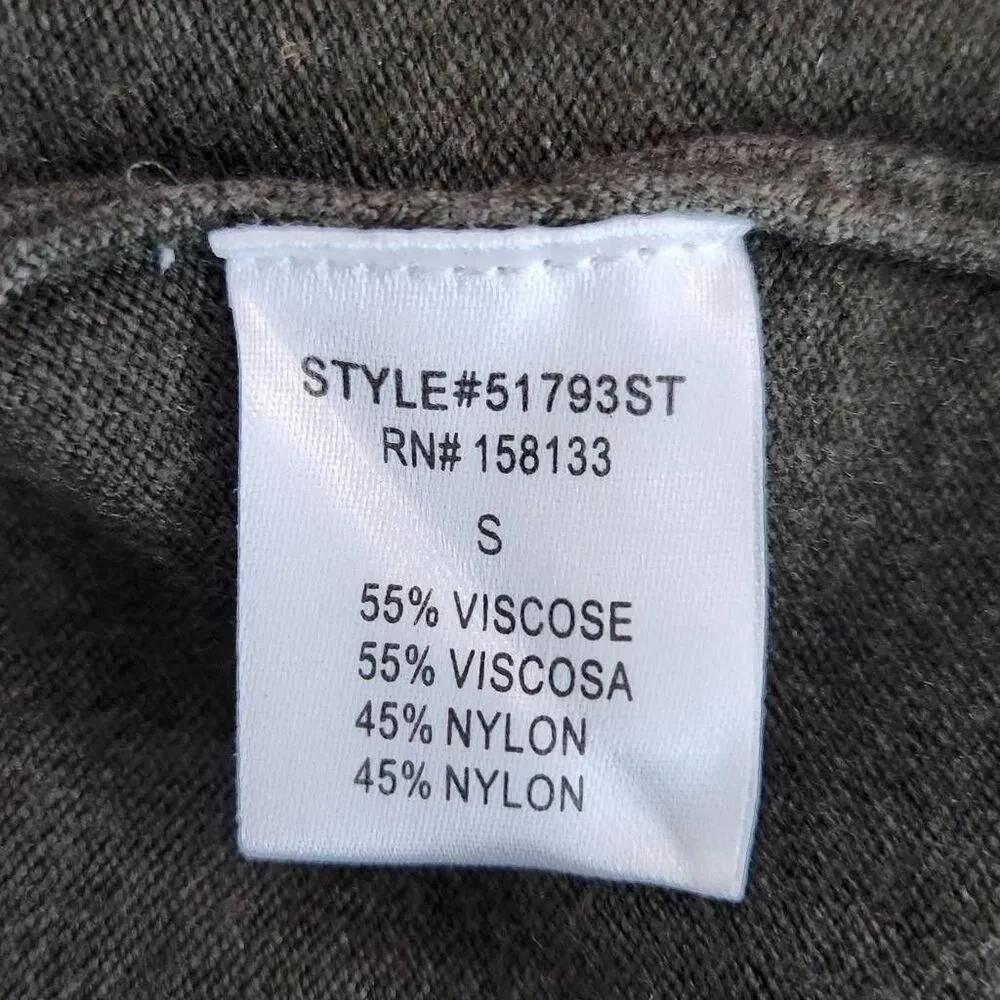 STYLE#51793ST
RN# 158133
S
55% VISCOSE
55% VISCOSA
45% NYLON
45% NYLON